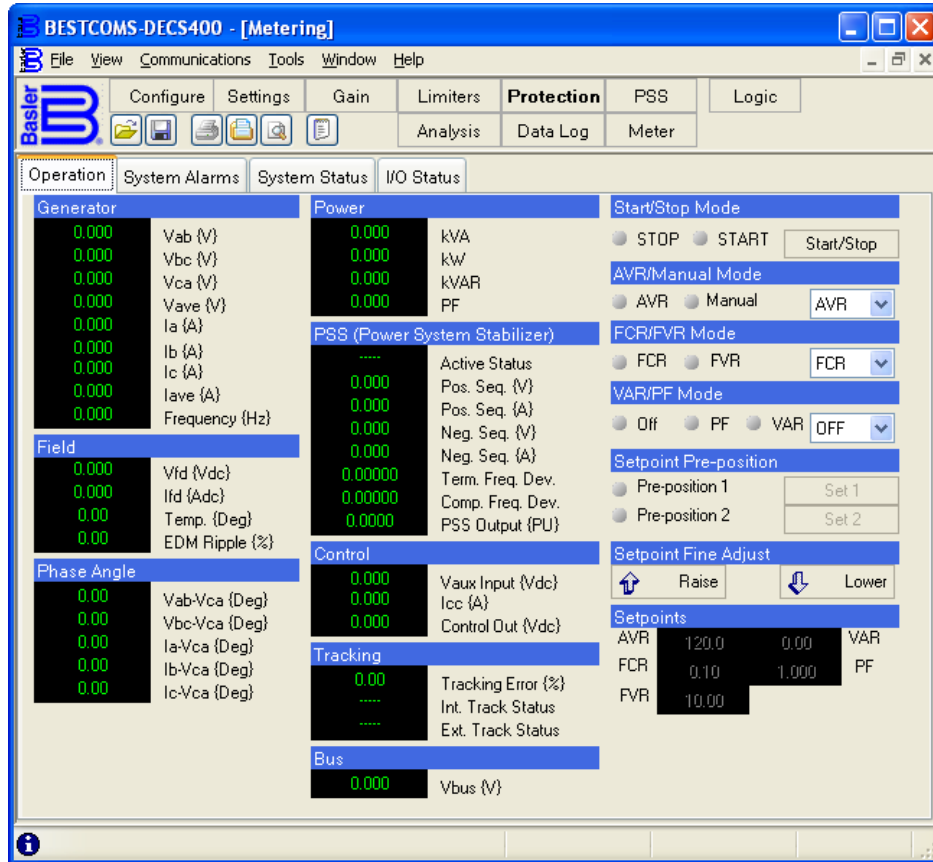 BESTCOMS-DECS400 - [Metering]
File View Communications Tools Window Help
Basler
Configure Settings Gain Limiters Protection PSS Logic
Analysis Data Log Meter
Operation System Alarms System Status I/O Status
Generator
0.000 Vab {V}
0.000 Vbc {V}
0.000 Vca {V}
0.000 Vave {V}
0.000 Ia {A}
0.000 Ib {A}
0.000 Ic {A}
0.000 Iave {A}
0.000 Frequency {Hz}
Field
0.000 Vfd {Vdc}
0.000 Ifd {Adc}
0.00 Temp. {Deg}
0.00 EDM Ripple {%}
Phase Angle
0.00 Vab-Vca {Deg}
0.00 Vbc-Vca {Deg}
0.00 Ia-Vca {Deg}
0.00 Ib-Vca {Deg}
0.00 Ic-Vca {Deg}
Power
0.000 kVA
0.000 kW
0.000 kVAR
0.000 PF
PSS (Power System Stabilizer)
----- Active Status
0.000 Pos. Seq. {V}
0.000 Pos. Seq. {A}
0.000 Neg. Seq. {V}
0.000 Neg. Seq. {A}
0.00000 Term. Freq. Dev.
0.00000 Comp. Freq. Dev.
0.0000 PSS Output {PU}
Control
0.000 Vaux Input {Vdc}
0.000 Icc {A}
0.000 Control Out {Vdc}
Tracking
0.00 Tracking Error {%}
----- Int. Track Status
----- Ext. Track Status
Bus
0.000 Vbus {V}
Start/Stop Mode
STOP START Start/Stop
AVR/Manual Mode
AVR Manual AVR
FCR/FVR Mode
FCR FVR FCR
VAR/PF Mode
Off PF VAR OFF
Setpoint Pre-position
Pre-position 1 Set 1
Pre-position 2 Set 2
Setpoint Fine Adjust
Raise Lower
Setpoints
AVR 120.0 0.00 VAR
FCR 0.10 1.000 PF
FVR 10.00